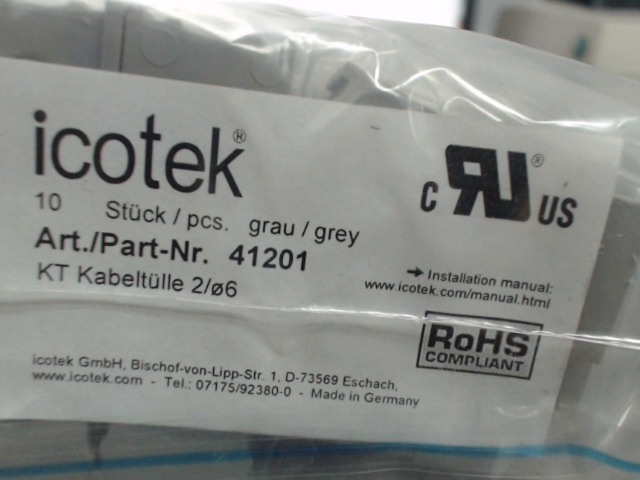 icotek®
10 Stück / pcs. grau / grey
Art./Part-Nr. 41201
KT Kabeltülle 2/ø6
c RU® US
→ Installation manual:
www.icotek.com/manual.html
RoHS
COMPLIANT
icotek GmbH, Bischof-von-Lipp-Str. 1, D-73569 Eschach,
www.icotek.com - Tel.: 07175/92380-0 - Made in Germany